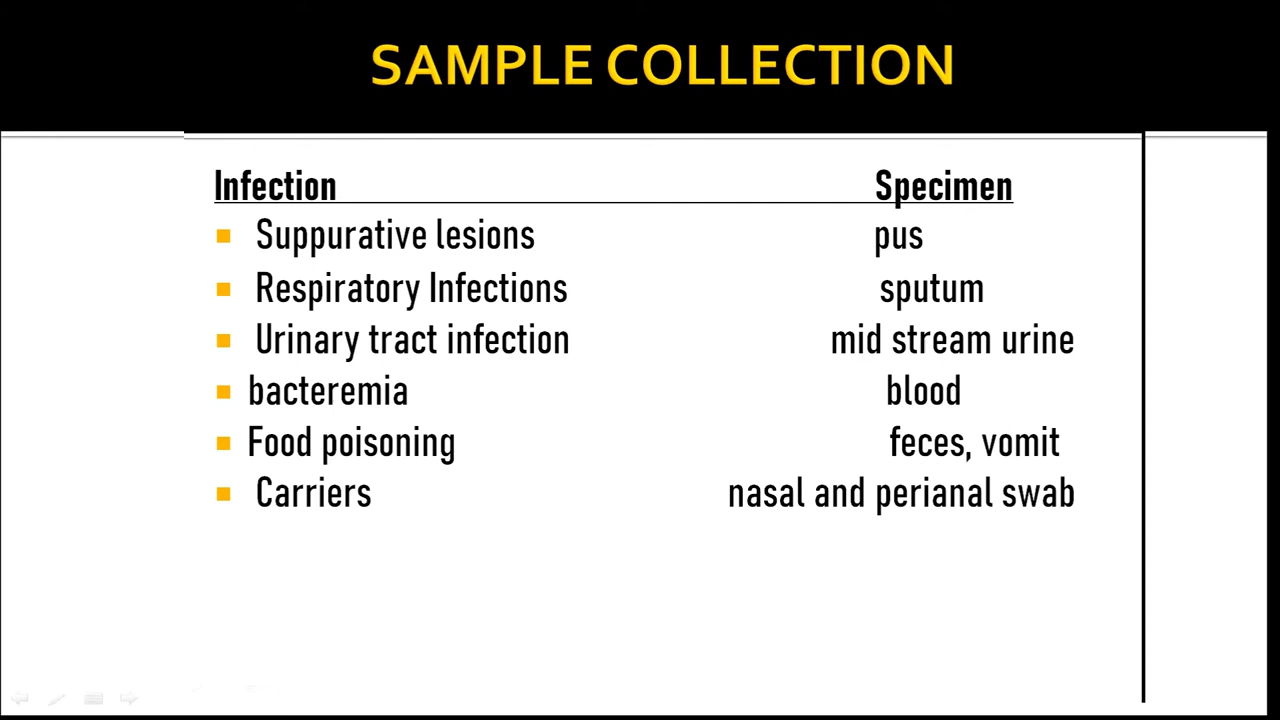 SAMPLE COLLECTION
Infection Specimen
Suppurative lesions pus
Respiratory Infections sputum
Urinary tract infection mid stream urine
bacteremia blood
Food poisoning feces, vomit
Carriers nasal and perianal swab